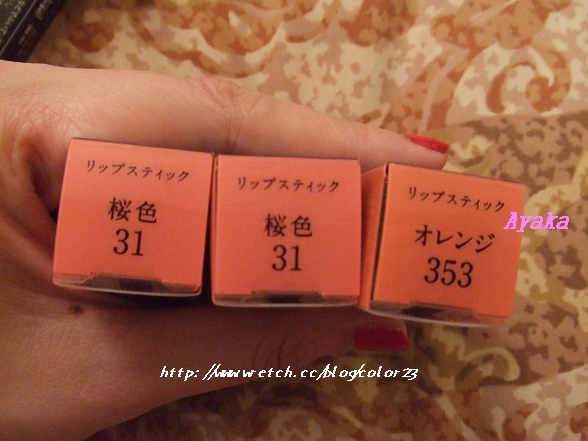 リップスティック
桜色
31
リップスティック
桜色
31
リップスティック
オレンジ
353
Ayaka
http://www.wretch.cc/blog/color23